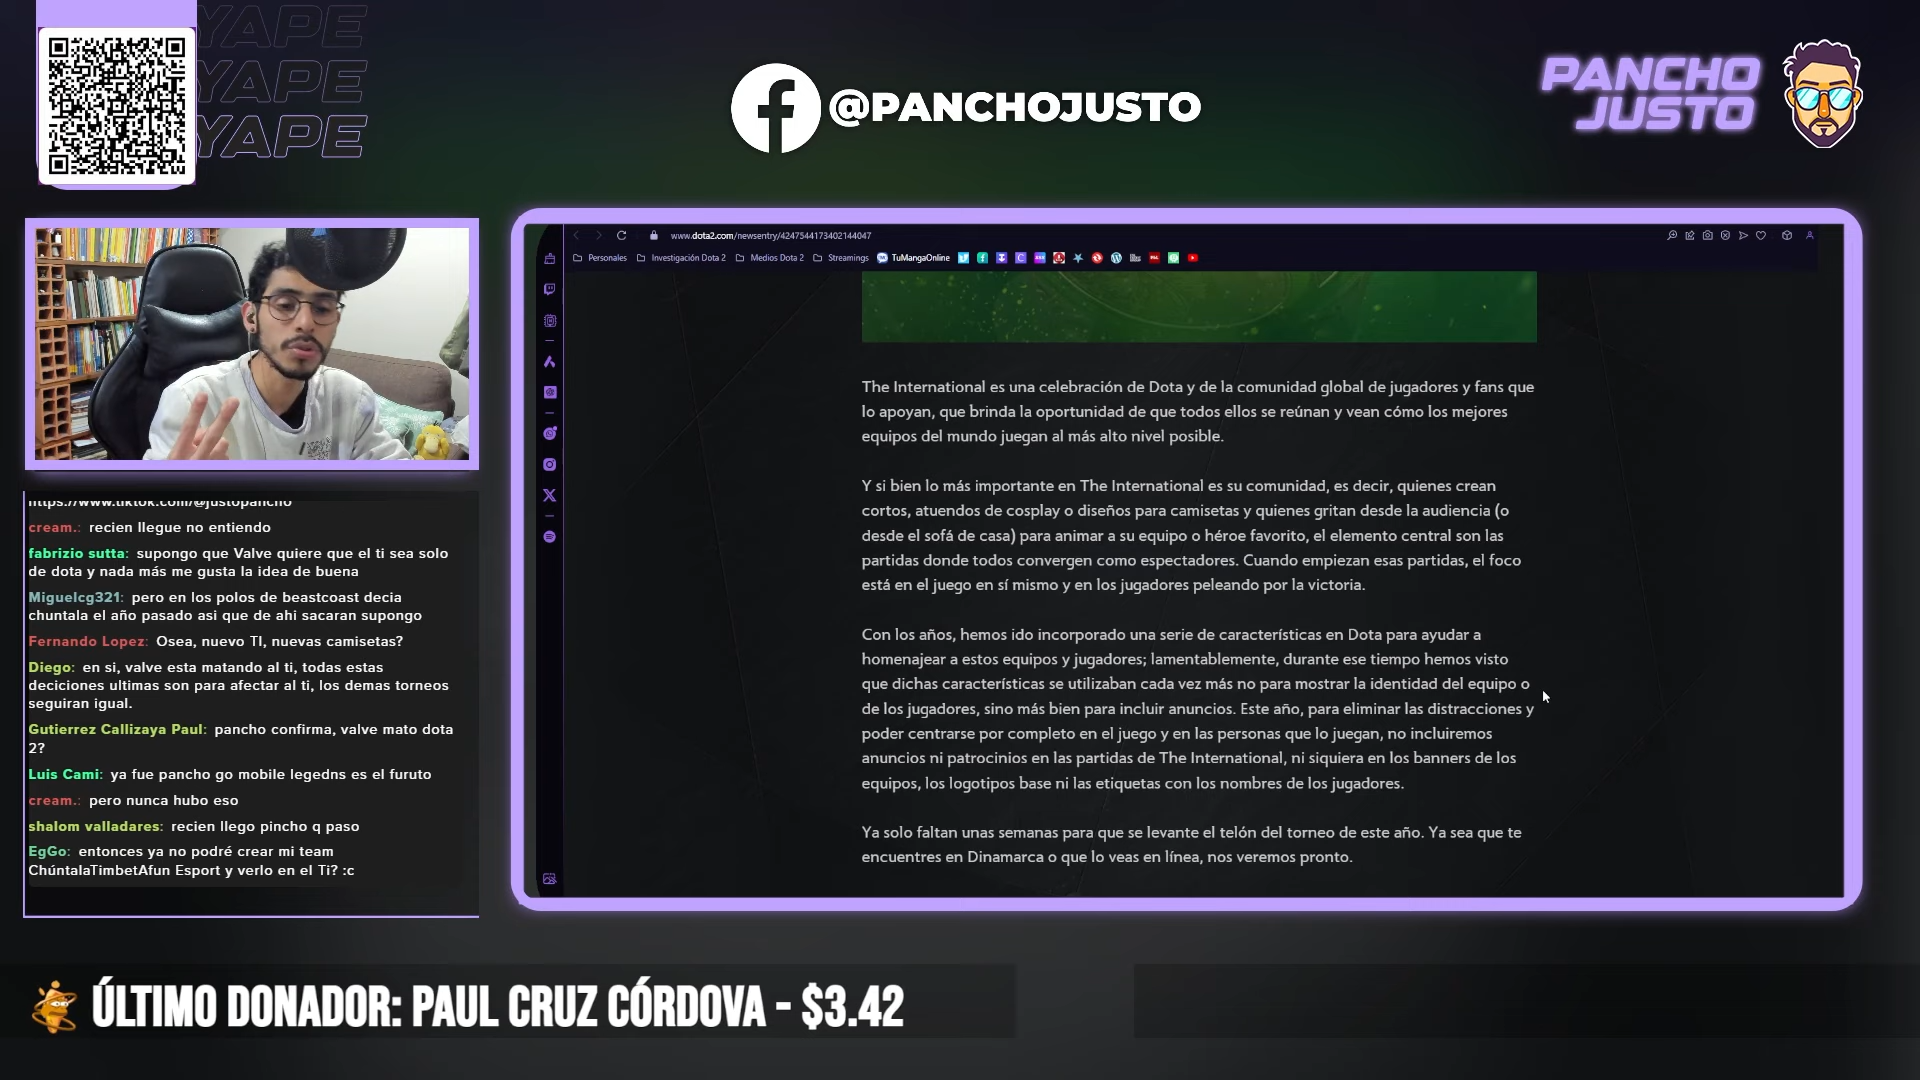 YAPE
YAPE
YAPE
@PANCHOJUSTO
PANCHO
JUSTO
www.dota2.com/newsentry/4247544173402144047
Personales
Investigación Dota 2
Medios Dota 2
Streamings
TuMangaOnline
The International es una celebración de Dota y de la comunidad global de jugadores y fans que
lo apoyan, que brinda la oportunidad de que todos ellos se reúnan y vean cómo los mejores
equipos del mundo juegan al más alto nivel posible.
Y si bien lo más importante en The International es su comunidad, es decir, quienes crean
cortos, atuendos de cosplay o diseños para camisetas y quienes gritan desde la audiencia (o
desde el sofá de casa) para animar a su equipo o héroe favorito, el elemento central son las
partidas donde todos convergen como espectadores. Cuando empiezan esas partidas, el foco
está en el juego en sí mismo y en los jugadores peleando por la victoria.
Con los años, hemos ido incorporado una serie de características en Dota para ayudar a
homenajear a estos equipos y jugadores; lamentablemente, durante ese tiempo hemos visto
que dichas características se utilizaban cada vez más no para mostrar la identidad del equipo o
de los jugadores, sino más bien para incluir anuncios. Este año, para eliminar las distracciones y
poder centrarse por completo en el juego y en las personas que lo juegan, no incluiremos
anuncios ni patrocinios en las partidas de The International, ni siquiera en los banners de los
equipos, los logotipos base ni las etiquetas con los nombres de los jugadores.
Ya solo faltan unas semanas para que se levante el telón del torneo de este año. Ya sea que te
encuentres en Dinamarca o que lo veas en línea, nos veremos pronto.
https://www.tiktok.com/@justopancho
cream.: recien llegue no entiendo
fabrizio sutta: supongo que Valve quiere que el ti sea solo
de dota y nada más me gusta la idea de buena
Miguelcg321: pero en los polos de beastcoast decia
chuntala el año pasado asi que de ahi sacaran supongo
Fernando Lopez: Osea, nuevo TI, nuevas camisetas?
Diego: en si, valve esta matando al ti, todas estas
deciciones ultimas son para afectar al ti, los demas torneos
seguiran igual.
Gutierrez Callizaya Paul: pancho confirma, valve mato dota
2?
Luis Cami: ya fue pancho go mobile legedns es el furuto
cream.: pero nunca hubo eso
shalom valladares: recien llego pincho q paso
EgGo: entonces ya no podré crear mi team
ChúntalaTimbetAfun Esport y verlo en el Ti? :c
ÚLTIMO DONADOR: PAUL CRUZ CÓRDOVA - $3.42